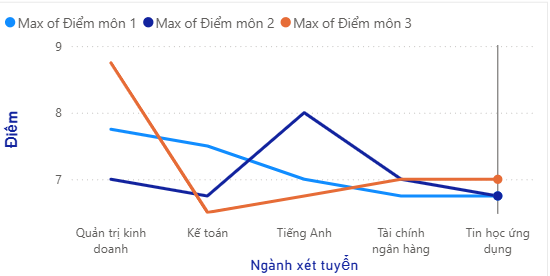 Max of Điểm môn 1 Max of Điểm môn 2 Max of Điểm môn 3
9
8
7
Điểm
Quản trị kinh doanh
Kế toán
Tiếng Anh
Tài chính ngân hàng
Tin học ứng dụng
Ngành xét tuyển